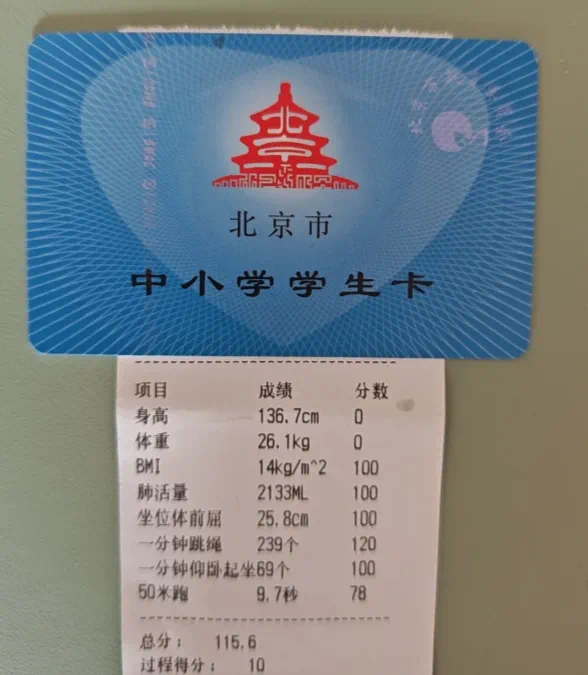 北京市
中小学学生卡
项目 成绩 分数
身高 136.7cm 0
体重 26.1kg 0
BMI 14kg/m^2 100
肺活量 2133ML 100
坐位体前屈 25.8cm 100
一分钟跳绳 239个 120
一分钟仰卧起坐69个 100
50米跑 9.7秒 78
总分： 115.6
过程得分： 10